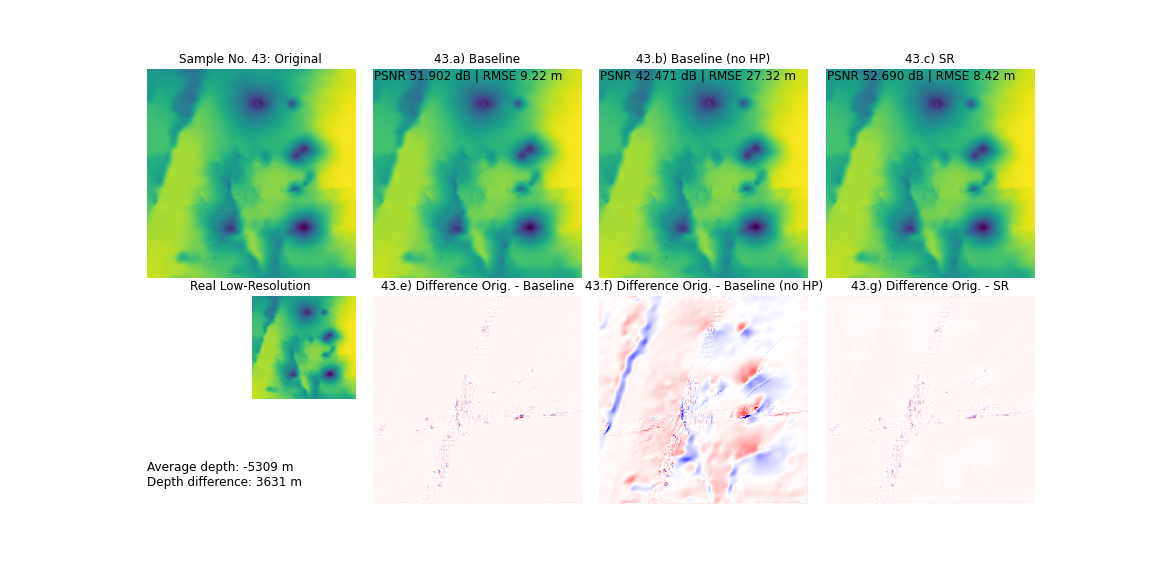 Sample No. 43: Original
43.a) Baseline
43.b) Baseline (no HP)
43.c) SR
PSNR 51.902 dB | RMSE 9.22 m
PSNR 42.471 dB | RMSE 27.32 m
PSNR 52.690 dB | RMSE 8.42 m
Real Low-Resolution
43.e) Difference Orig. - Baseline
43.f) Difference Orig. - Baseline (no HP)
43.g) Difference Orig. - SR
Average depth: -5309 m
Depth difference: 3631 m